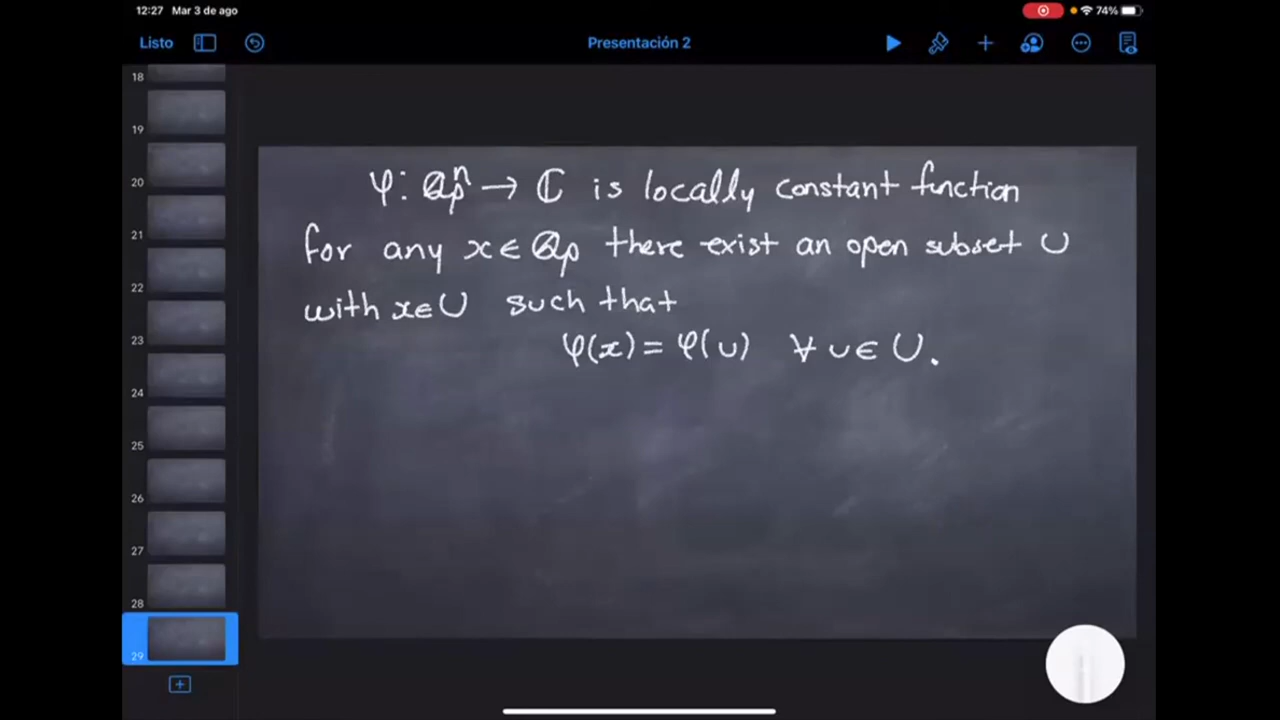 12:27 Mar 3 de ago
74%
Listo
Presentación 2
18
19
20
21
22
23
24
25
26
27
28
29
φ: ℚₚⁿ → ℂ is locally constant function
for any x ∈ ℚₚ there exist an open subset U
with x ∈ U such that
φ(x) = φ(u) ∀ u ∈ U.